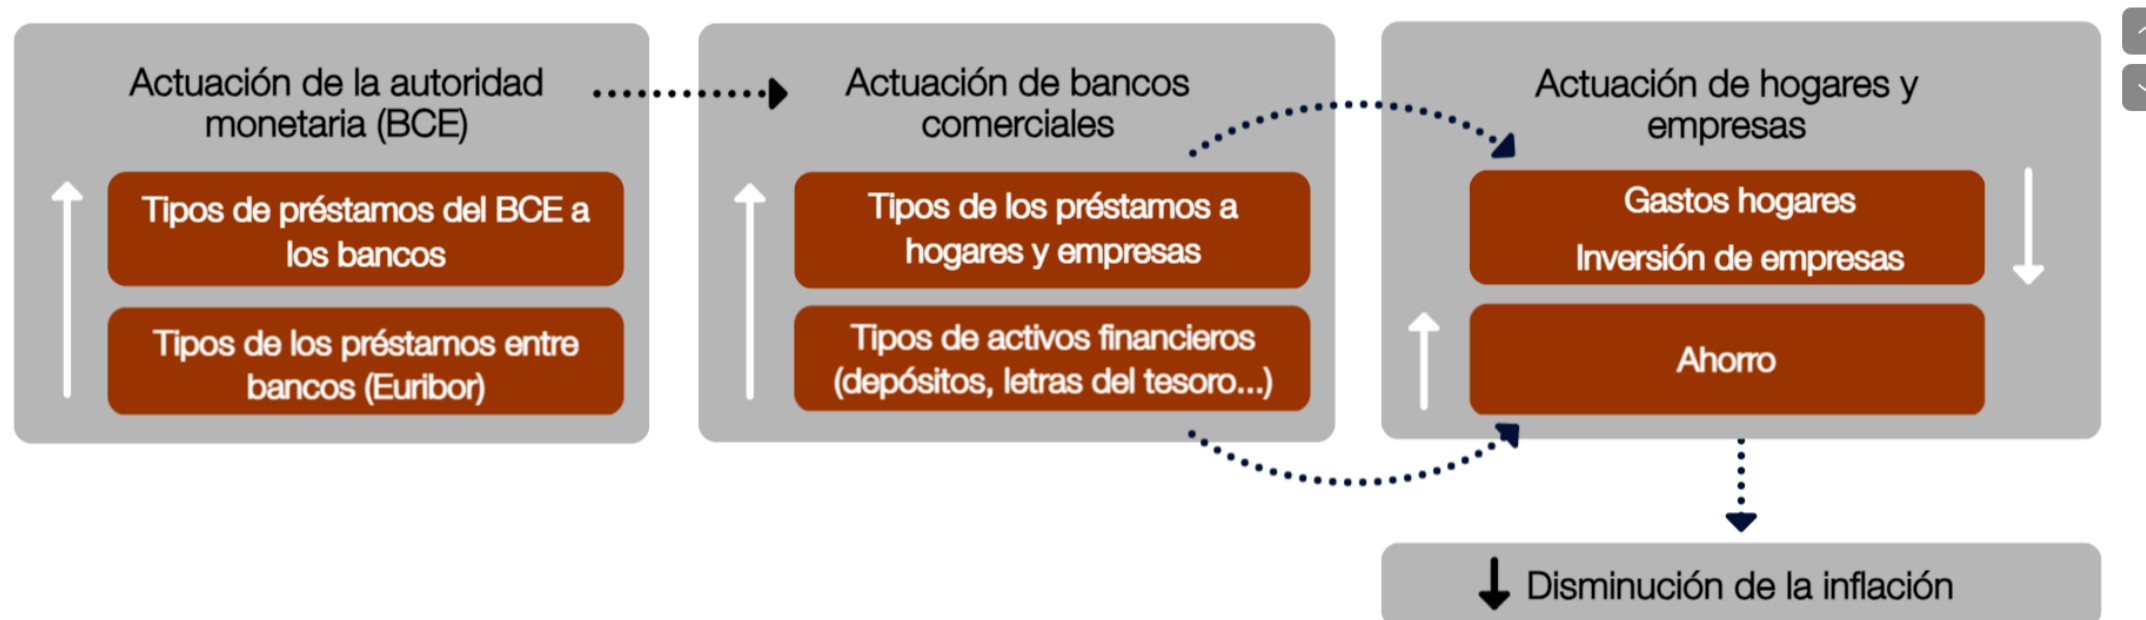 Actuación de la autoridad
monetaria (BCE)
Tipos de préstamos del BCE a
los bancos
Tipos de los préstamos entre
bancos (Euribor)
Actuación de bancos
comerciales
Tipos de los préstamos a
hogares y empresas
Tipos de activos financieros
(depósitos, letras del tesoro...)
Actuación de hogares y
empresas
Gastos hogares
Inversión de empresas
Ahorro
Disminución de la inflación